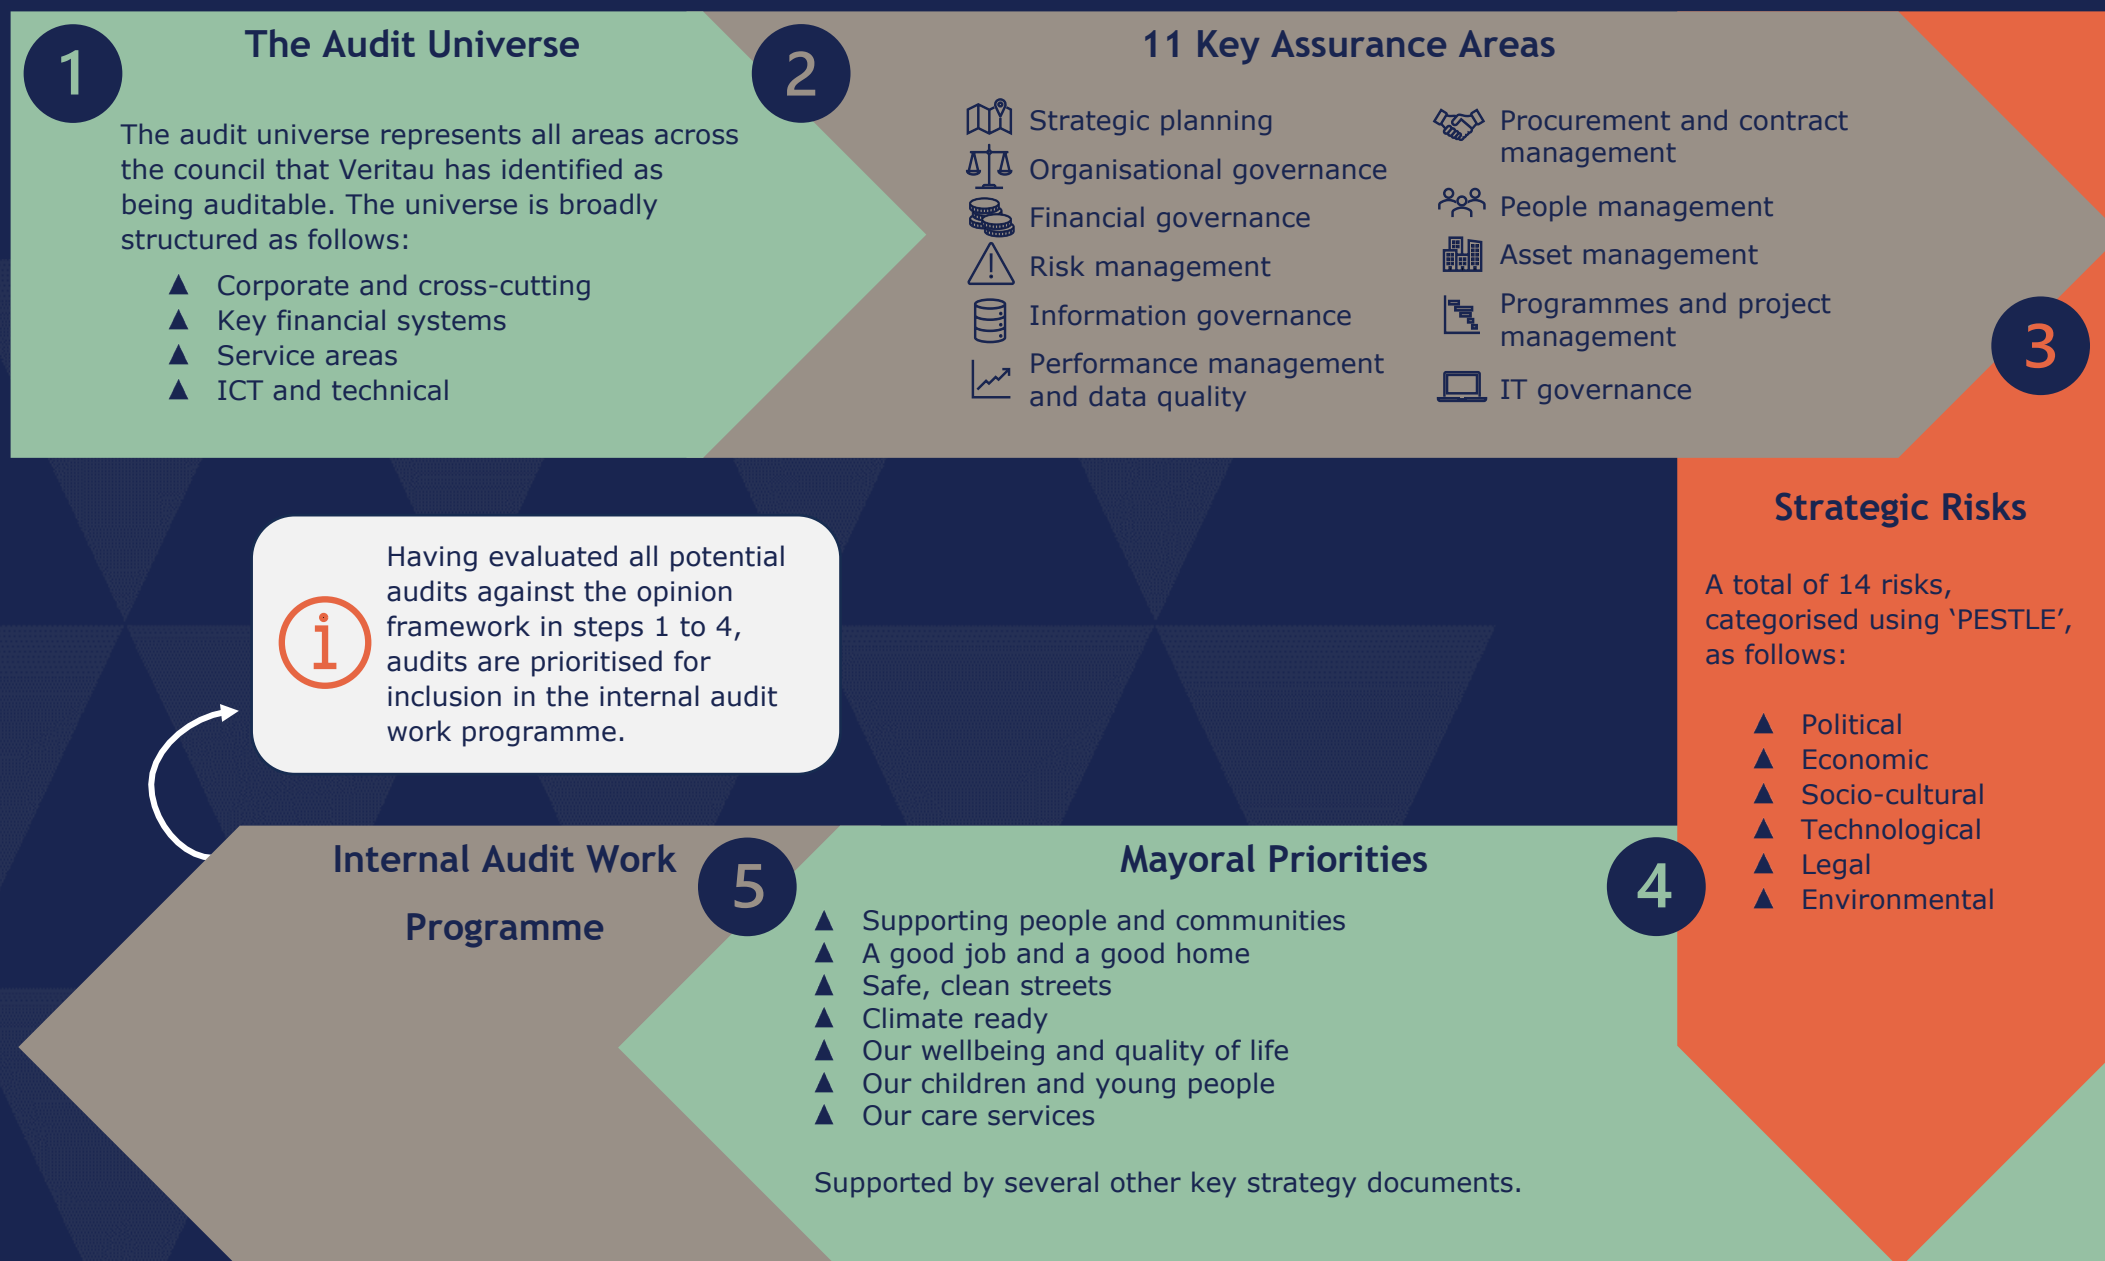 1
The Audit Universe
The audit universe represents all areas across
the council that Veritau has identified as
being auditable. The universe is broadly
structured as follows:
▲ Corporate and cross-cutting
▲ Key financial systems
▲ Service areas
▲ ICT and technical
2
11 Key Assurance Areas
Strategic planning
Organisational governance
Financial governance
Risk management
Information governance
Performance management
and data quality
Procurement and contract
management
People management
Asset management
Programmes and project
management
IT governance
3
Strategic Risks
A total of 14 risks,
categorised using ‘PESTLE’,
as follows:
▲ Political
▲ Economic
▲ Socio-cultural
▲ Technological
▲ Legal
▲ Environmental
4
Mayoral Priorities
▲ Supporting people and communities
▲ A good job and a good home
▲ Safe, clean streets
▲ Climate ready
▲ Our wellbeing and quality of life
▲ Our children and young people
▲ Our care services
Supported by several other key strategy documents.
5
Internal Audit Work
Programme
i
Having evaluated all potential
audits against the opinion
framework in steps 1 to 4,
audits are prioritised for
inclusion in the internal audit
work programme.